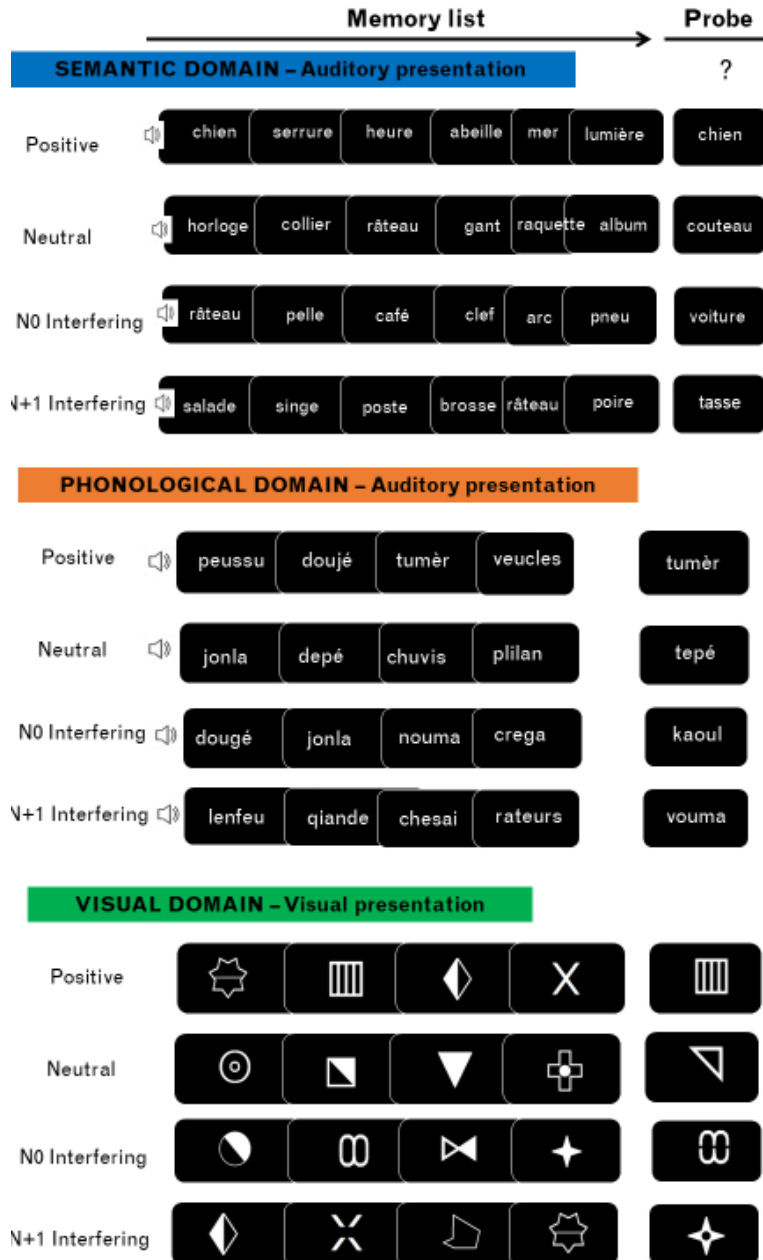 Memory list Probe
SEMANTIC DOMAIN – Auditory presentation ?
Positive chien serrure heure abeille mer lumière chien
Neutral horloge collier râteau gant raquette album couteau
N0 Interfering râteau pelle café clef arc pneu voiture
N+1 Interfering salade singe poste brosse râteau poire tasse
PHONOLOGICAL DOMAIN – Auditory presentation
Positive peussu doujé tumèr veucles tumèr
Neutral jonla depé chuvis plilan tepé
N0 Interfering dougé jonla nouma crega kaoul
N+1 Interfering lenfeu qiande chesai rateurs vouma
VISUAL DOMAIN – Visual presentation
Positive
Neutral
N0 Interfering
N+1 Interfering